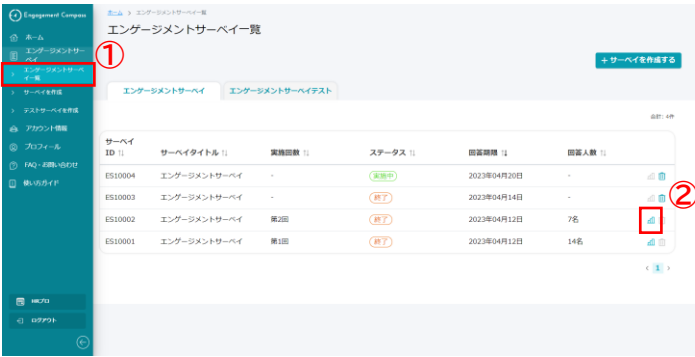 Engagement Compass
ホーム
エンゲージメントサー
ベイ
エンゲージメントサーベ
イ一覧
サーベイを作成
テストサーベイを作成
アカウント情報
プロフィール
FAQ・お問い合わせ
使い方ガイド
HRプロ
ログアウト
①
ホーム > エンゲージメントサーベイ一覧
エンゲージメントサーベイ一覧
+ サーベイを作成する
エンゲージメントサーベイ エンゲージメントサーベイテスト
合計: 4件
サーベイ
ID サーベイタイトル 実施回数 ステータス 回答期限 回答人数
ES10004 エンゲージメントサーベイ - 実施中 2023年04月20日 -
ES10003 エンゲージメントサーベイ - 終了 2023年04月14日 -
②
ES10002 エンゲージメントサーベイ 第2回 終了 2023年04月12日 7名
ES10001 エンゲージメントサーベイ 第1回 終了 2023年04月12日 14名
< 1 >